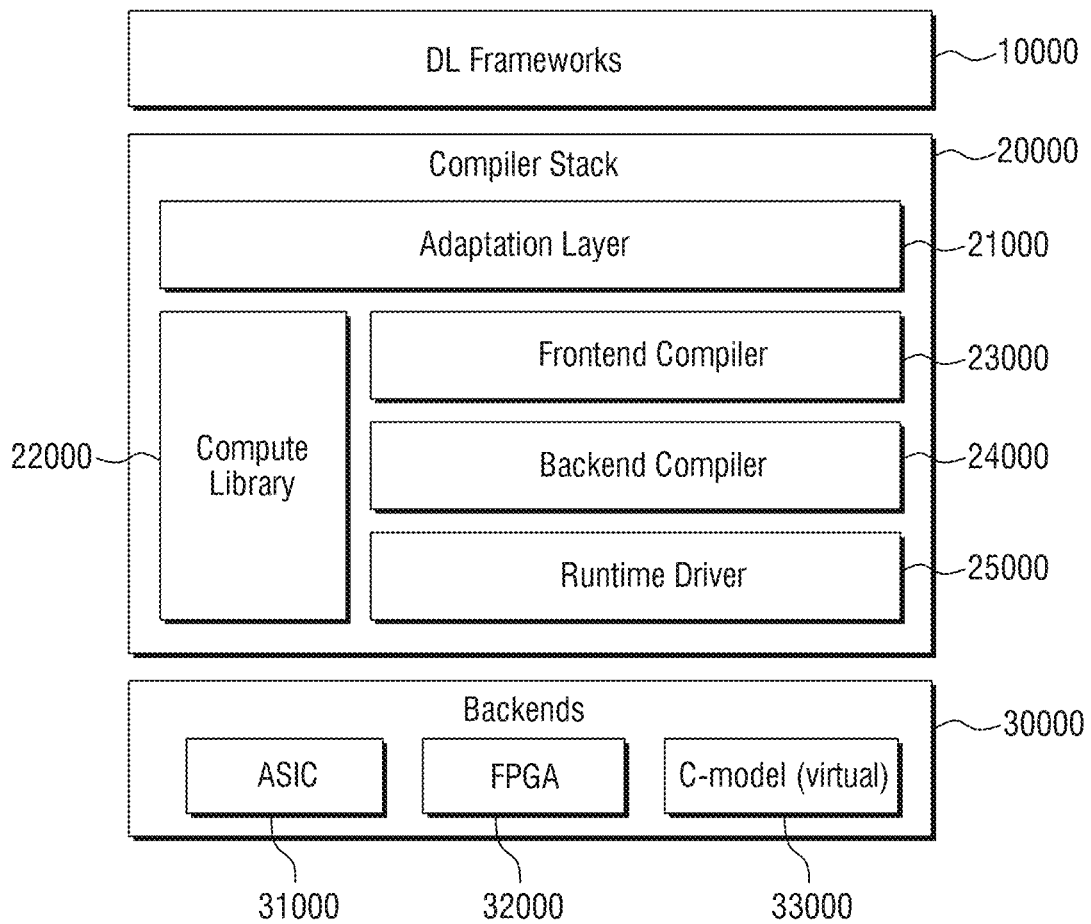 DL Frameworks
10000
Compiler Stack
20000
Adaptation Layer
21000
Frontend Compiler
23000
22000
Compute
Library
Backend Compiler
24000
Runtime Driver
25000
Backends
30000
ASIC
FPGA
C-model (virtual)
31000
32000
33000